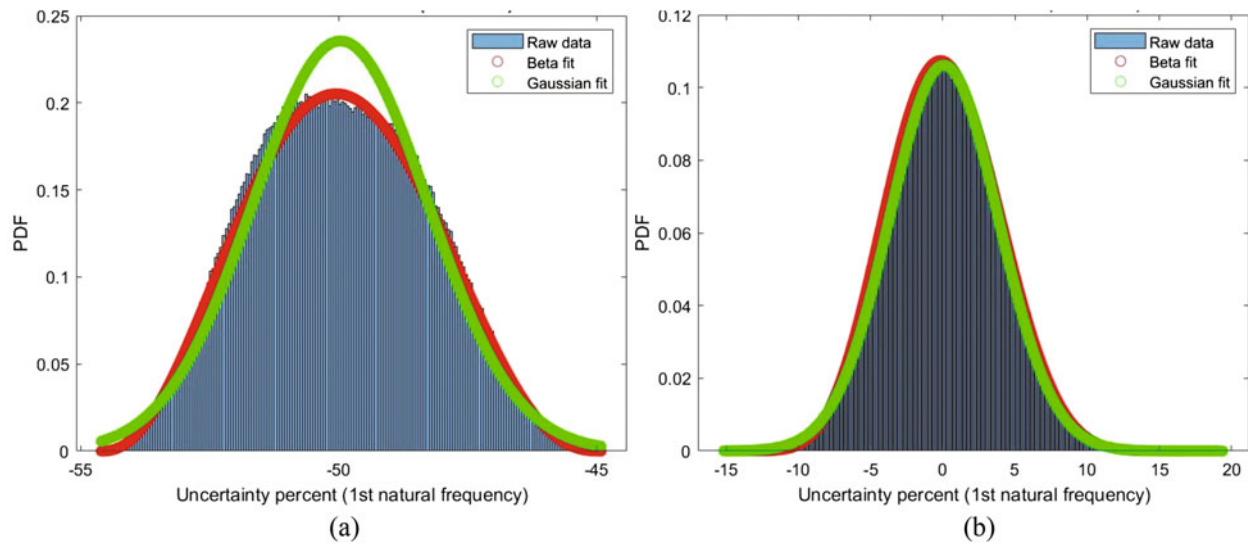 0.25
0.2
0.15
0.1
0.05
0
PDF
-55
-50
-45
Uncertainty percent (1st natural frequency)
Raw data
Beta fit
Gaussian fit
(a)
0.12
0.1
0.08
0.06
0.04
0.02
0
PDF
-15
-10
-5
0
5
10
15
20
Uncertainty percent (1st natural frequency)
Raw data
Beta fit
Gaussian fit
(b)